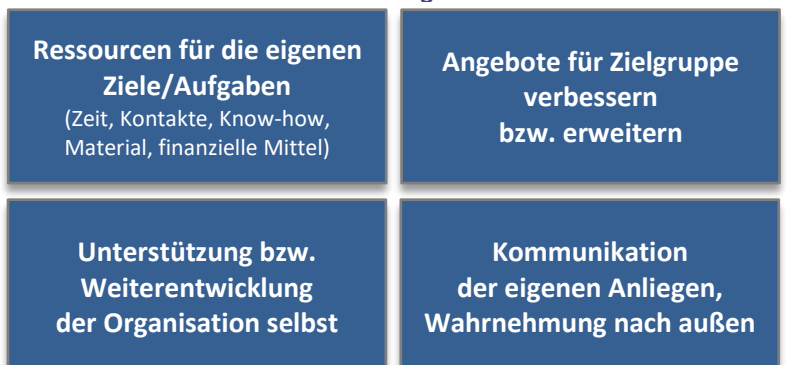 Ressourcen für die eigenen
Ziele/Aufgaben
(Zeit, Kontakte, Know-how,
Material, finanzielle Mittel)
Angebote für Zielgruppe
verbessern
bzw. erweitern
Unterstützung bzw.
Weiterentwicklung
der Organisation selbst
Kommunikation
der eigenen Anliegen,
Wahrnehmung nach außen